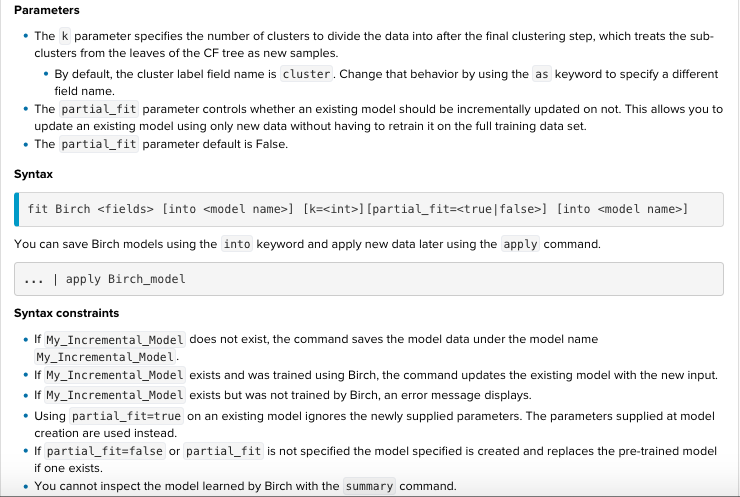 Parameters
The k parameter specifies the number of clusters to divide the data into after the final clustering step, which treats the sub-
clusters from the leaves of the CF tree as new samples.
By default, the cluster label field name is cluster. Change that behavior by using the as keyword to specify a different
field name.
The partial_fit parameter controls whether an existing model should be incrementally updated on not. This allows you to
update an existing model using only new data without having to retrain it on the full training data set.
The partial_fit parameter default is False.
Syntax
fit Birch <fields> [into <model name>] [k=<int>][partial_fit=<true|false>] [into <model name>]
You can save Birch models using the into keyword and apply new data later using the apply command.
... | apply Birch_model
Syntax constraints
If My_Incremental_Model does not exist, the command saves the model data under the model name
My_Incremental_Model.
If My_Incremental_Model exists and was trained using Birch, the command updates the existing model with the new input.
If My_Incremental_Model exists but was not trained by Birch, an error message displays.
Using partial_fit=true on an existing model ignores the newly supplied parameters. The parameters supplied at model
creation are used instead.
If partial_fit=false or partial_fit is not specified the model specified is created and replaces the pre-trained model
if one exists.
You cannot inspect the model learned by Birch with the summary command.